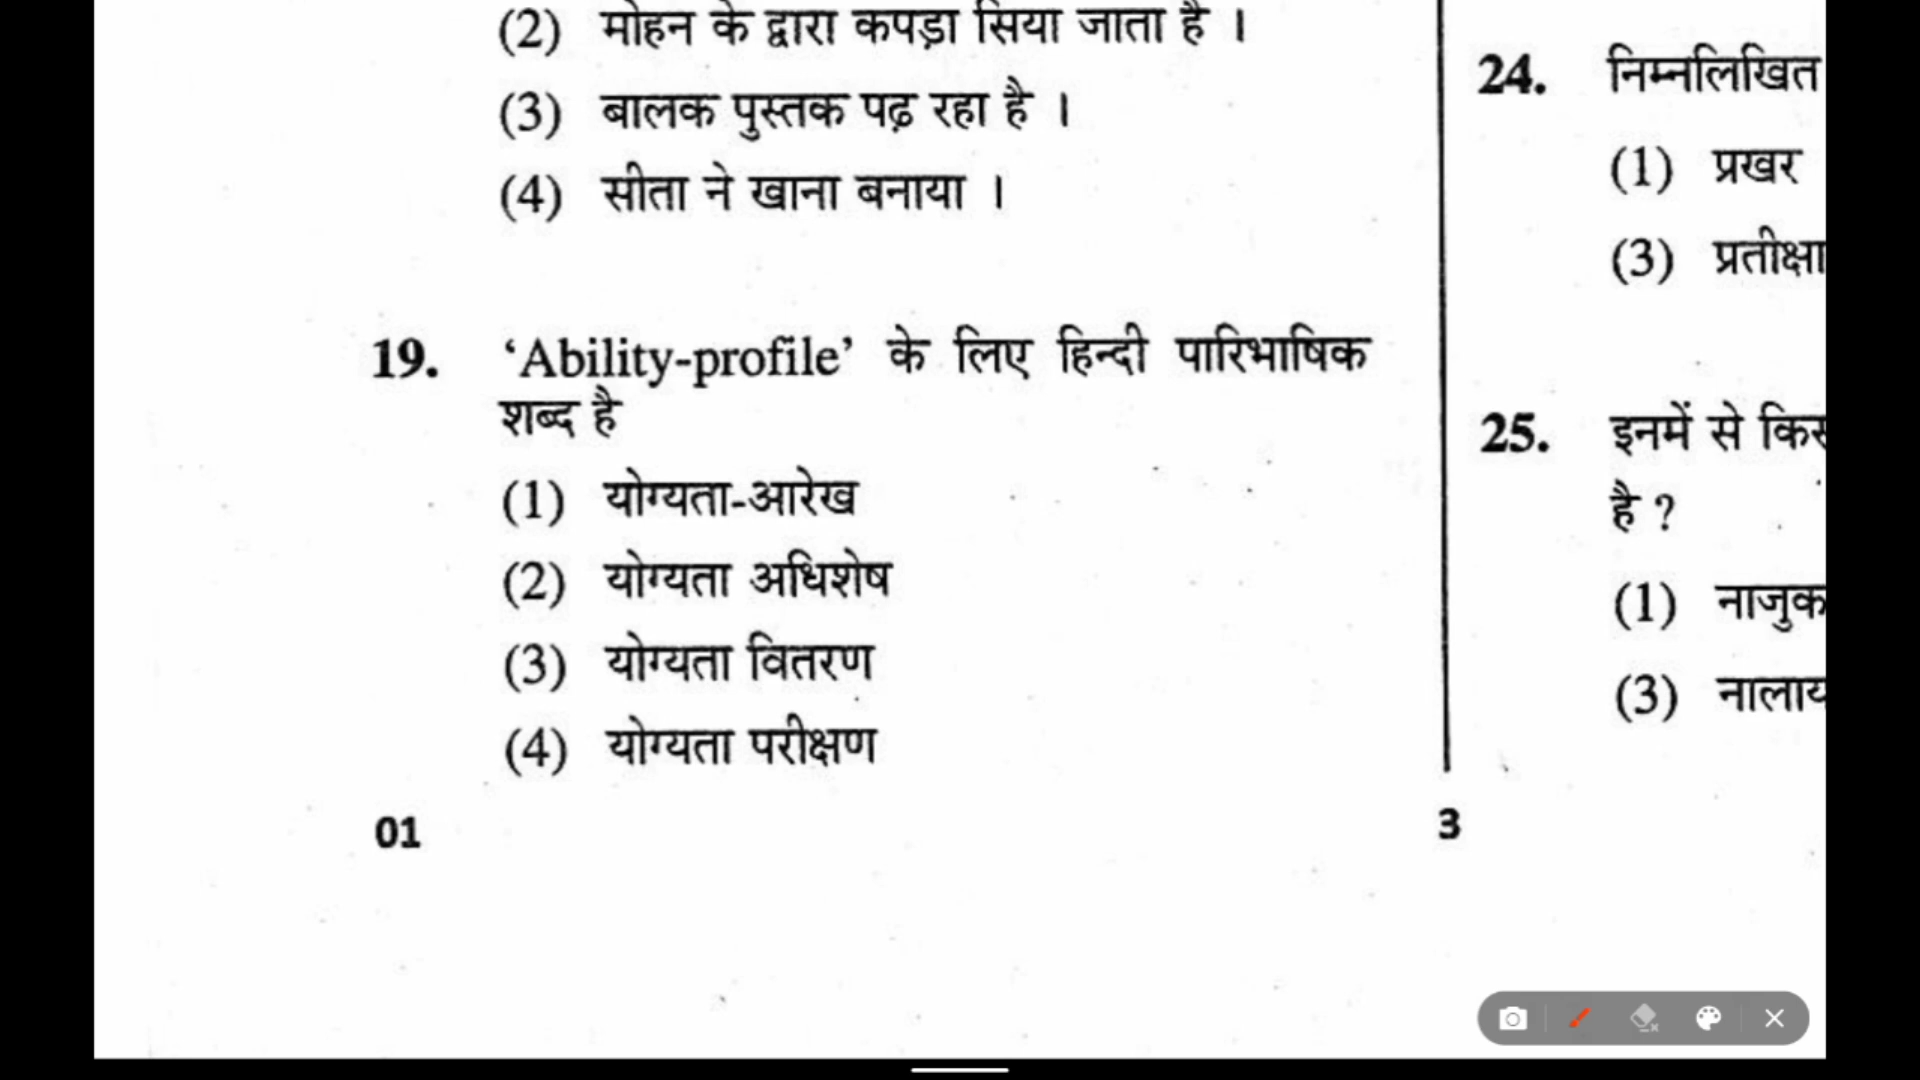 (2) मोहन के द्वारा कपड़ा सिया जाता है ।
(3) बालक पुस्तक पढ़ रहा है ।
(4) सीता ने खाना बनाया ।
19. ‘Ability-profile’ के लिए हिन्दी पारिभाषिक
शब्द है
(1) योग्यता-आरेख
(2) योग्यता अधिशेष
(3) योग्यता वितरण
(4) योग्यता परीक्षण
01
3
24. निम्नलिखित
(1) प्रखर
(3) प्रतीक्षा
25. इनमें से
है ?
(1) नाजुक
(3)